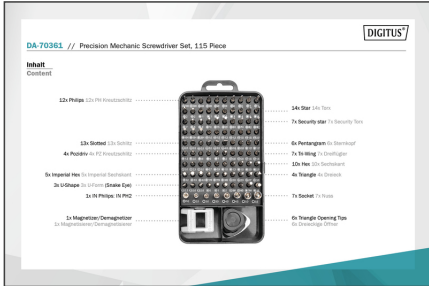 DIGITUS®
DA-70361 // Precision Mechanic Screwdriver Set, 115 Piece
Inhalt
Content
12x Philips 12x PH Kreutzschlitz
13x Slotted 13x Schlitz
4x Pozidriv 4x PZ Kreutzschlitz
5x Imperial Hex 5x Imperial Sechskant
3x U-Shape 3x U-Form (Snake Eye)
1x IN Philips: IN PH2
1x Magnetizer/Demagnetizer
1x Magnetisierer/Demagnetisierer
14x Star 14x Torx
7x Security star 7x Security Torx
6x Pentangram 6x Sternkopf
7x Tri-Wing 7x Dreiflügler
10x Hex 10x Sechskant
4x Triangle 4x Dreieck
7x Socket 7x Nuss
6x Triangle Opening Tips
6x Dreieckige Öffner